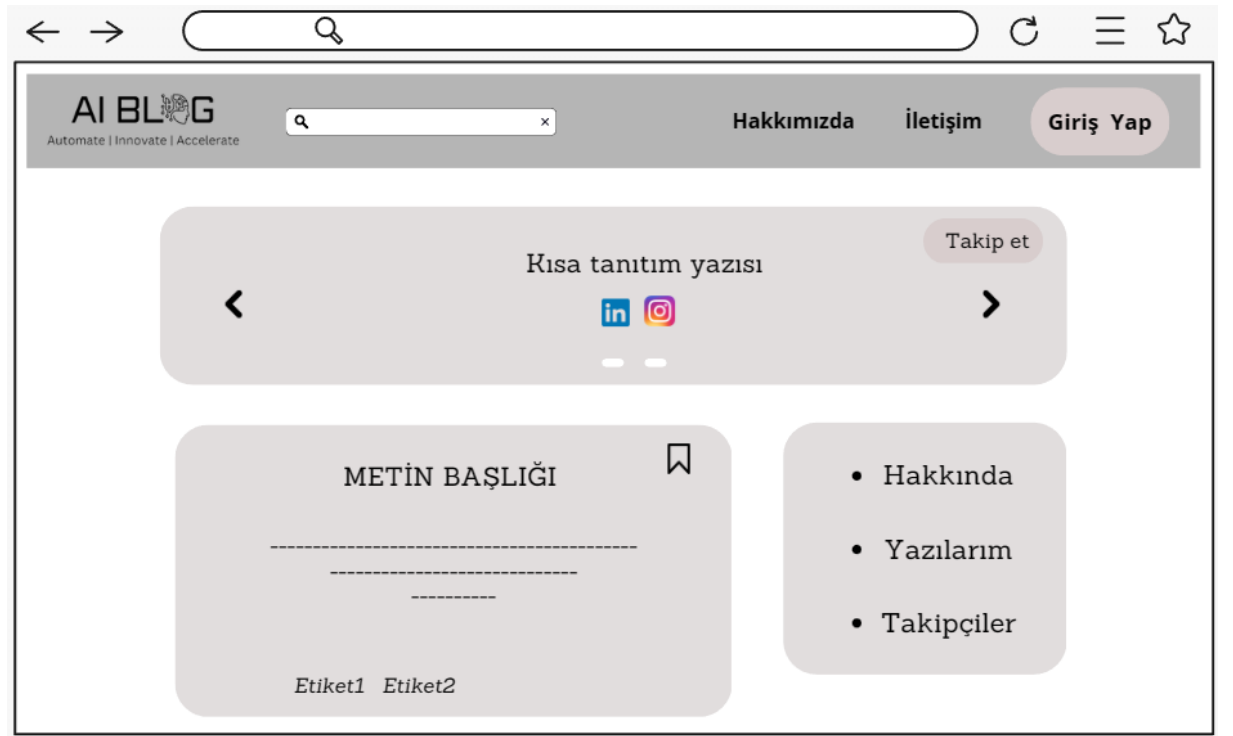 AI BLOG
Automate | Innovate | Accelerate
Hakkımızda
İletişim
Giriş Yap
Takip et
Kısa tanıtım yazısı
in
METİN BAŞLIĞI
-------------------------------------------
-----------------------------
----------
Etiket1 Etiket2
• Hakkında
• Yazılarım
• Takipçiler